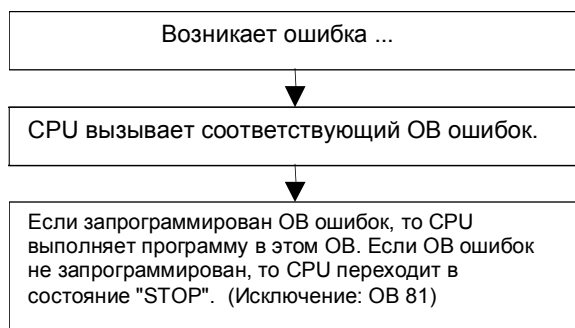 Возникает ошибка ...
CPU вызывает соответствующий OB ошибок.
Если запрограммирован OB ошибок, то CPU
выполняет программу в этом OB. Если OB ошибок
не запрограммирован, то CPU переходит в
состояние "STOP". (Исключение: OB 81)